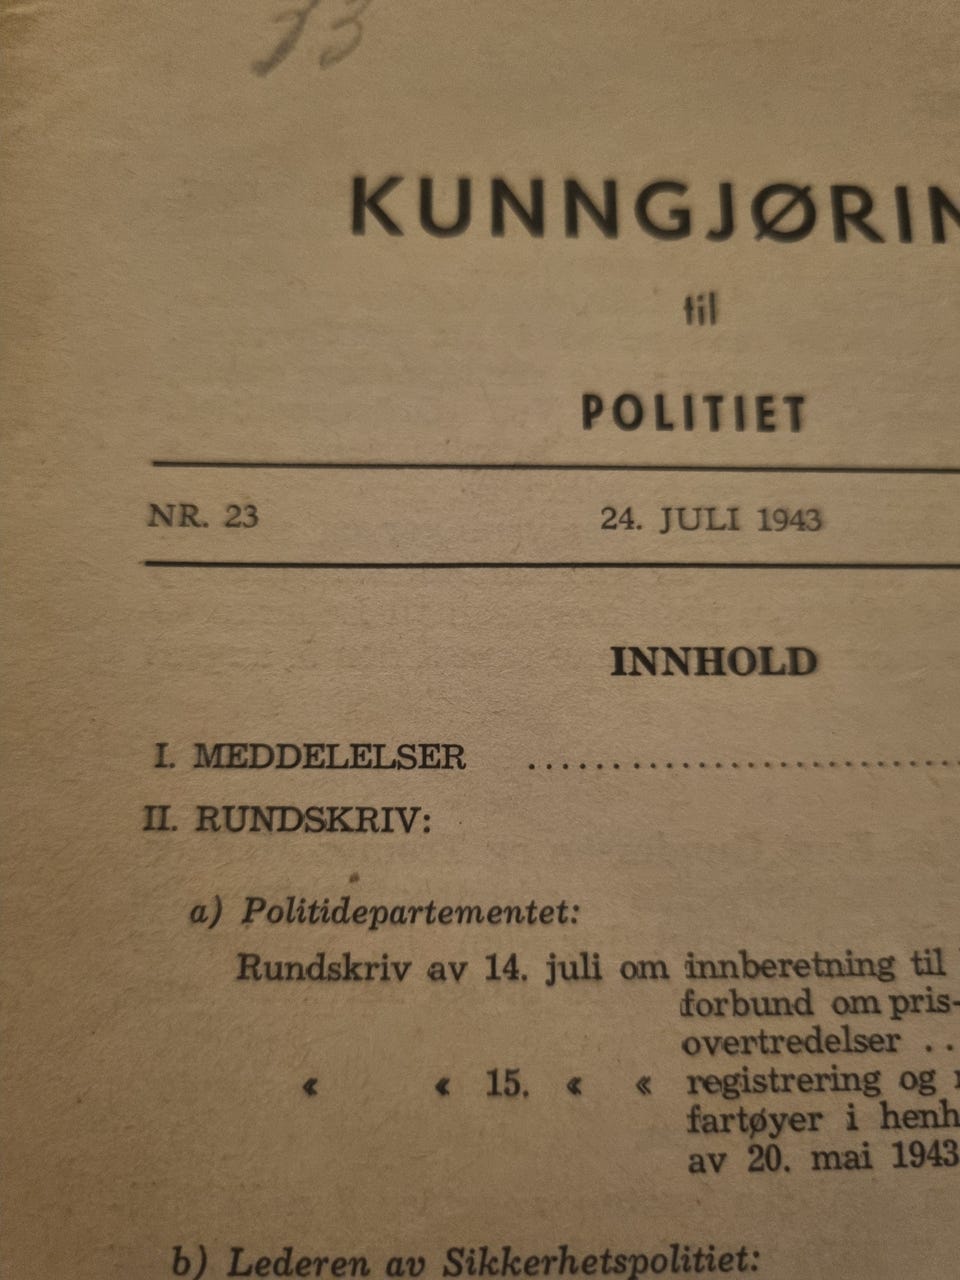 73
KUNNGJØRIN
til
POLITIET
NR. 23 24. JULI 1943
INNHOLD
I. MEDDELELSER ..............................
II. RUNDSKRIV:
a) Politidepartementet:
Rundskriv av 14. juli om innberetning til
forbund om pris-
overtredelser ..
« « 15. « « registrering og
fartøyer i henh
av 20. mai 1943
b) Lederen av Sikkerhetspolitiet: